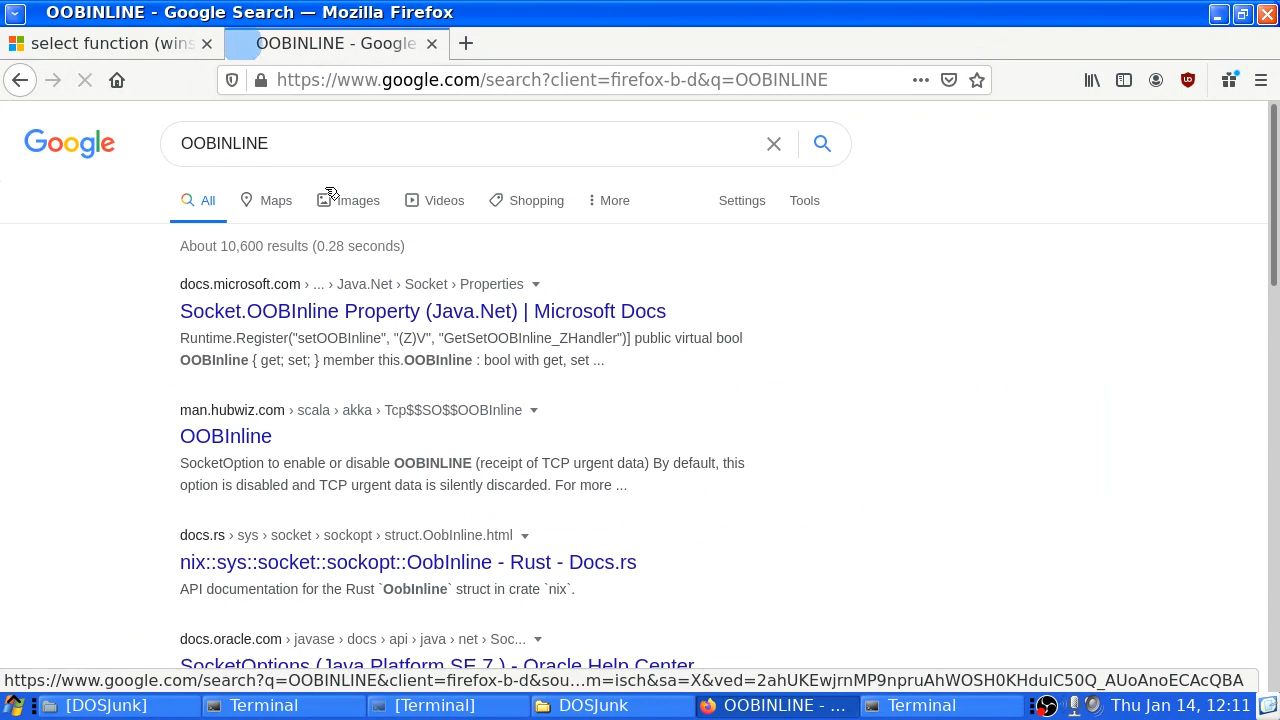 OOBINLINE - Google Search — Mozilla Firefox
select function (wins
OOBINLINE - Google
https://www.google.com/search?client=firefox-b-d&q=OOBINLINE
Google
OOBINLINE
All
Maps
Images
Videos
Shopping
More
Settings
Tools
About 10,600 results (0.28 seconds)
docs.microsoft.com › ... › Java.Net › Socket › Properties
Socket.OOBInline Property (Java.Net) | Microsoft Docs
Runtime.Register("setOOBInline", "(Z)V", "GetSetOOBInline_ZHandler")] public virtual bool
OOBInline { get; set; } member this.OOBInline : bool with get, set ...
man.hubwiz.com › scala › akka › Tcp$$SO$$OOBInline
OOBInline
SocketOption to enable or disable OOBINLINE (receipt of TCP urgent data) By default, this
option is disabled and TCP urgent data is silently discarded. For more ...
docs.rs › sys › socket › sockopt › struct.OobInline.html
nix::sys::socket::sockopt::OobInline - Rust - Docs.rs
API documentation for the Rust `OobInline` struct in crate `nix`.
docs.oracle.com › javase › docs › api › java › net › Soc...
SocketOptions (Java Platform SE 7 ) - Oracle Help Center
https://www.google.com/search?q=OOBINLINE&client=firefox-b-d&sou…m=isch&sa=X&ved=2ahUKEwjrnMP9npruAhWOSH0KHdulC50Q_AUoAnoECAcQBA
[DOSJunk]
Terminal
[Terminal]
DOSJunk
OOBINLINE - ...
Terminal
Thu Jan 14, 12:11